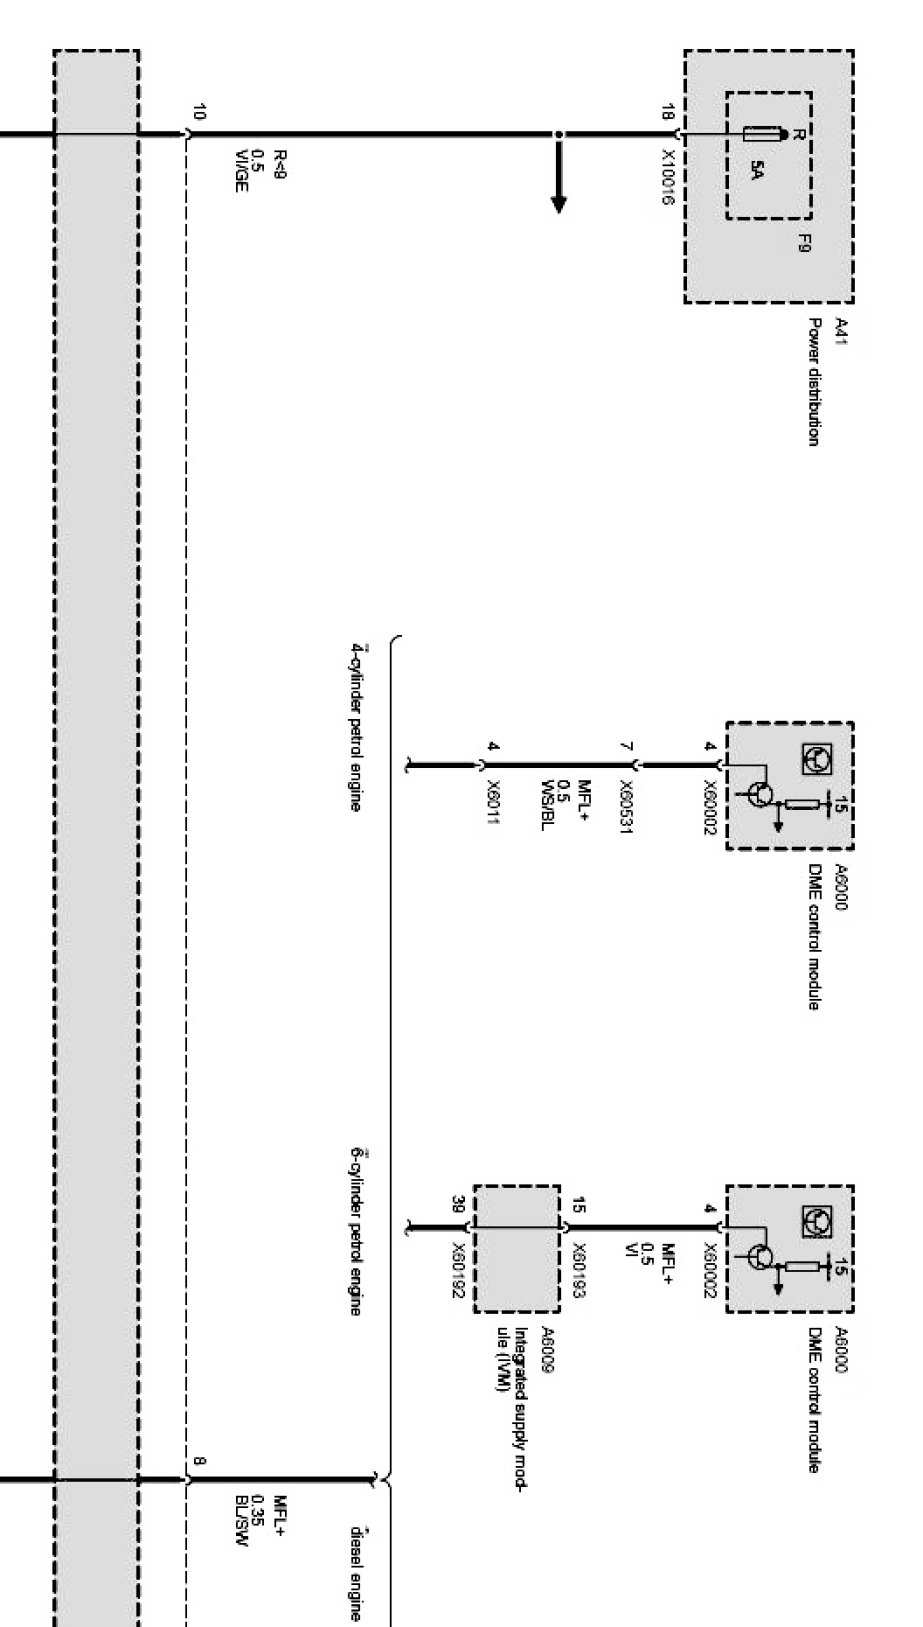 R
5A
F9
A41
Power distribution
18
X10016
10
R<9
0.5
VI/GE
15
A6000
DME control module
4
X60002
7
X60531
MFL+
0.5
WS/BL
4
X6011
4-cylinder petrol engine
15
A6000
DME control module
4
X60002
MFL+
0.5
VI
15
X60193
A6009
Integrated supply mod-
ule (IVM)
39
X60192
6-cylinder petrol engine
8
MFL+
0.35
BL/SW
diesel engine